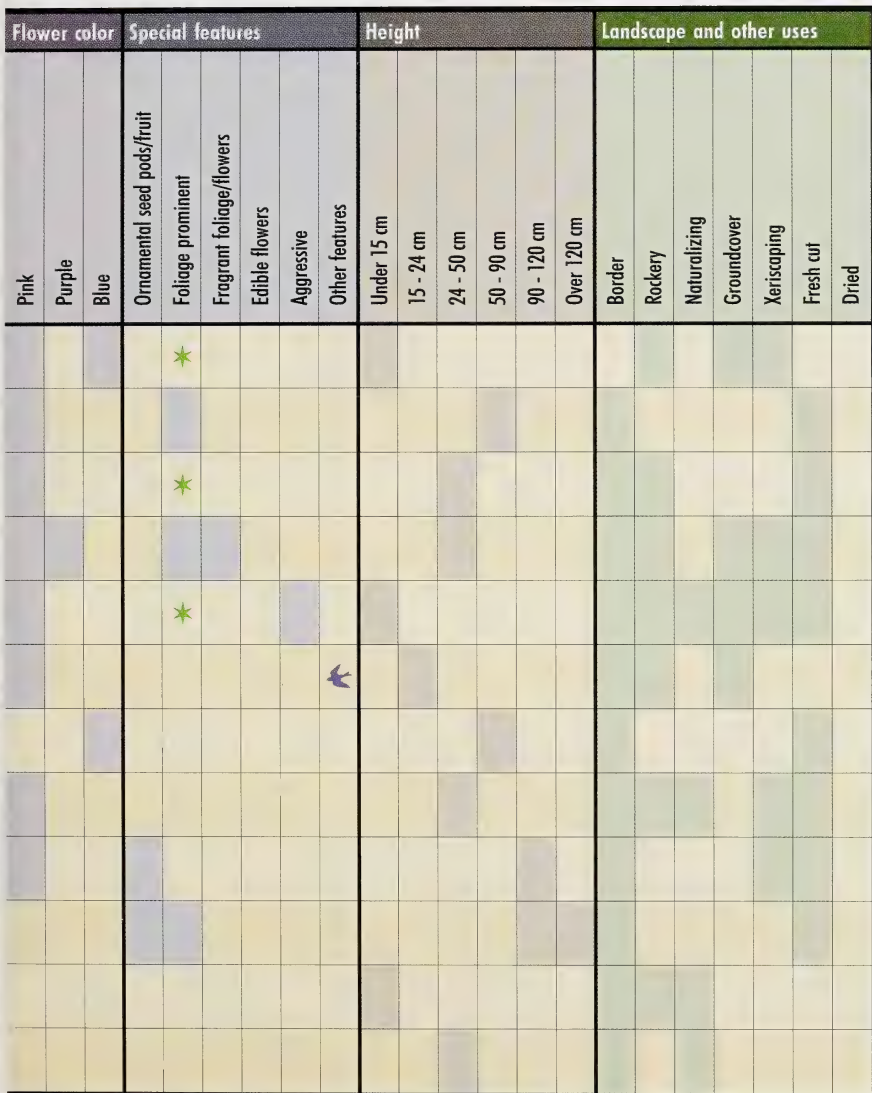 Flower color Special features Height Landscape and other uses
Pink
Purple
Blue
Ornamental seed pods/fruit
Foliage prominent
Fragrant foliage/flowers
Edible flowers
Aggressive
Other features
Under 15 cm
15 - 24 cm
24 - 50 cm
50 - 90 cm
90 - 120 cm
Over 120 cm
Border
Rockery
Naturalizing
Groundcover
Xeriscaping
Fresh cut
Dried